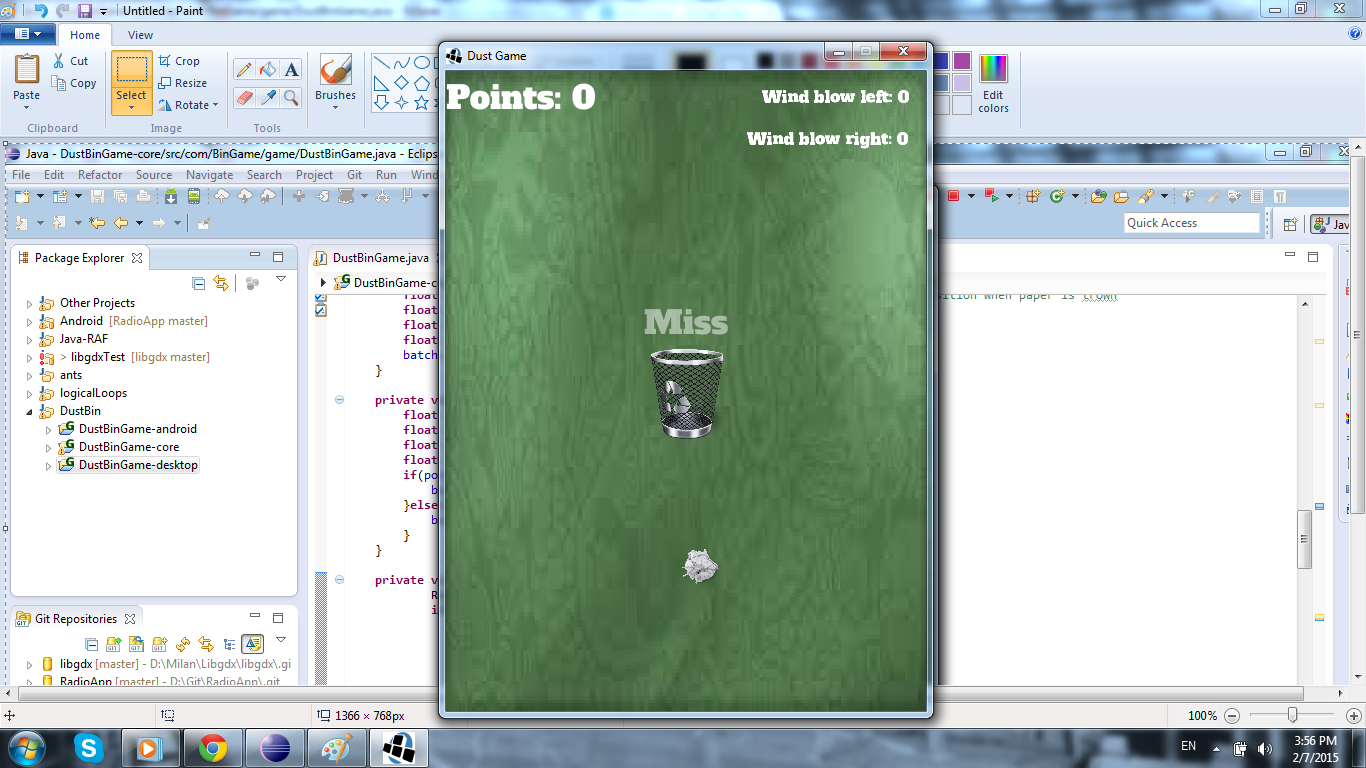 Untitled - Paint
Home
View
Paste
Cut
Copy
Clipboard
Select
Crop
Resize
Rotate
Image
Tools
Brushes
Edit
colors
Dust Game
Points: 0
Wind blow left: 0
Wind blow right: 0
Miss
Java - DustBinGame-core/src/com/BinGame/game/DustBinGame.java - Eclips
File Edit Refactor Source Navigate Search Project Git Run Wind
Quick Access
Jav
Package Explorer
Other Projects
Android [RadioApp master]
Java-RAF
> libgdxTest [libgdx master]
ants
logicalLoops
DustBin
DustBinGame-android
DustBinGame-core
DustBinGame-desktop
DustBinGame.java
DustBinGame-c
float
sition when paper is trown
float
float
float
batch
}
private v
float
float
float
float
if(po
b
}else
b
}
}
private v
R
i
Git Repositories
libgdx [master] - D:\Milan\Libgdx\libgdx\.gi
RadioApp [master] - D:\Git\RadioApp\.git
1366 × 768px
100%
EN
3:56 PM
2/7/2015